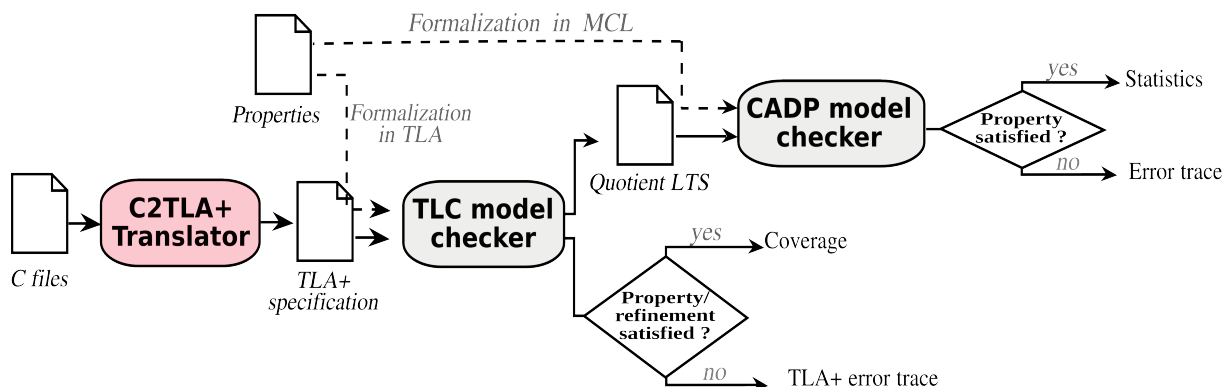 Formalization in MCL
Properties
Formalization
in TLA
yes
Statistics
CADP model
checker
Property
satisfied ?
no
Error trace
Quotient LTS
C2TLA+
Translator
TLC model
checker
C files
TLA+
specification
yes
Coverage
Property/
refinement
satisfied ?
no
TLA+ error trace